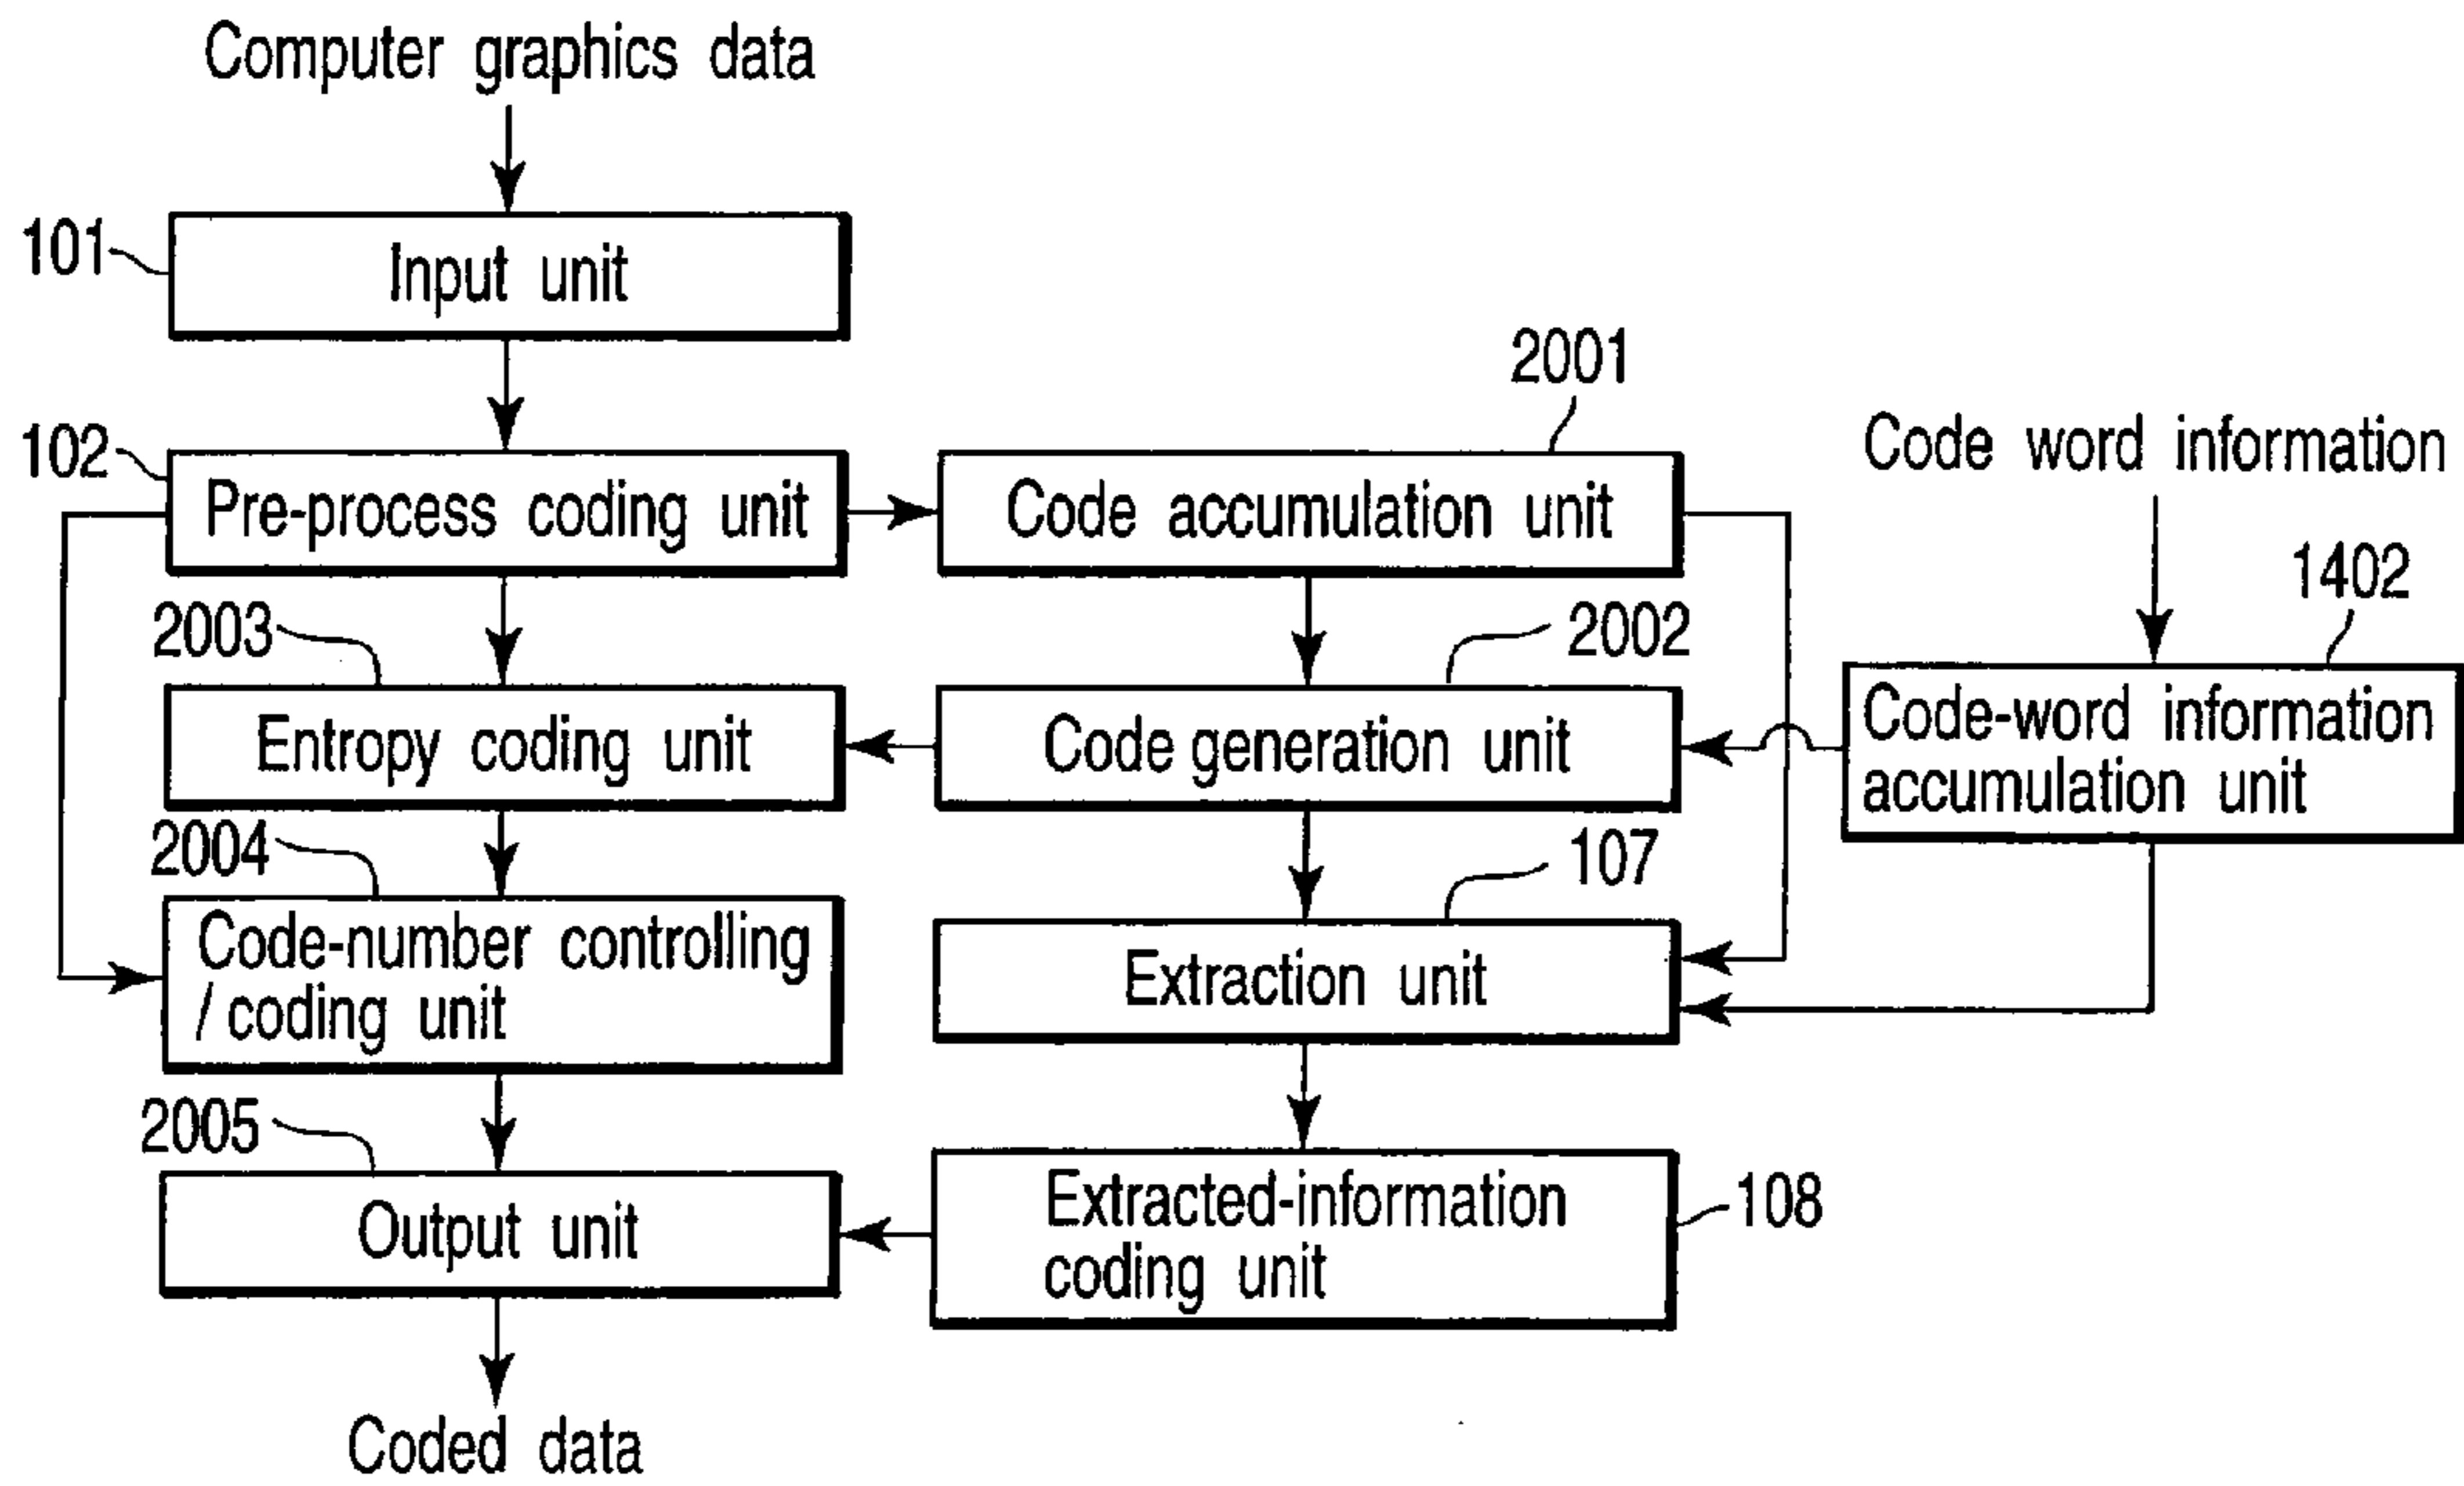 Computer graphics data
101
Input unit
2001
102
Pre-process coding unit
Code accumulation unit
Code word information
1402
2003
2002
Entropy coding unit
Code generation unit
Code-word information
accumulation unit
2004
107
Code-number controlling
/ coding unit
Extraction unit
2005
Output unit
Extracted-information
coding unit
108
Coded data